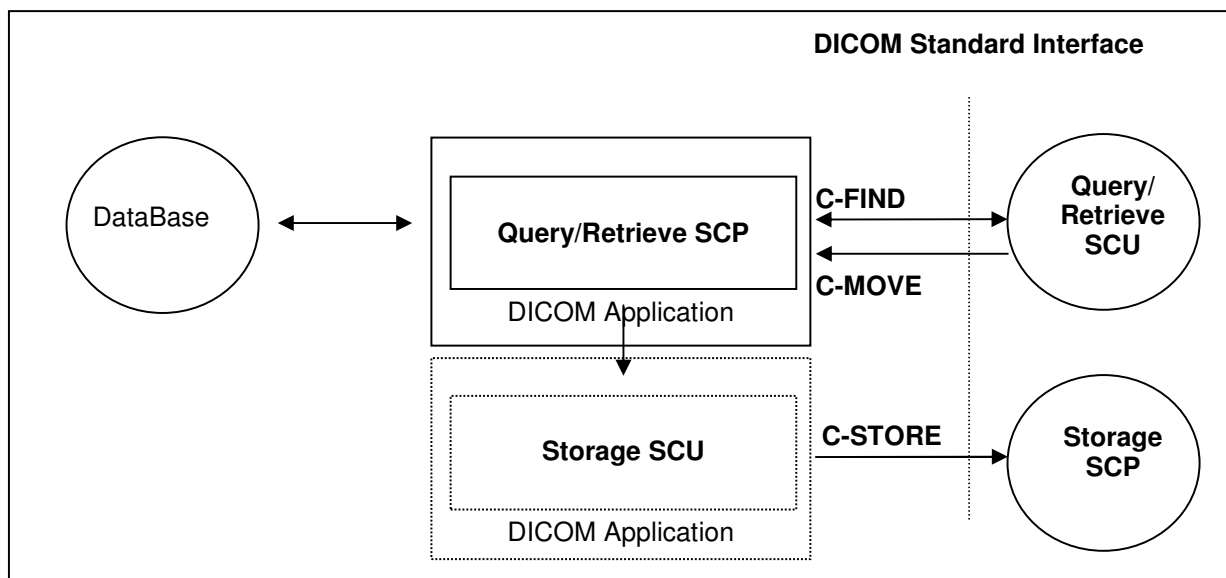 DICOM Standard Interface
DataBase
Query/Retrieve SCP
DICOM Application
C-FIND
C-MOVE
Query/
Retrieve
SCU
Storage SCU
DICOM Application
C-STORE
Storage
SCP